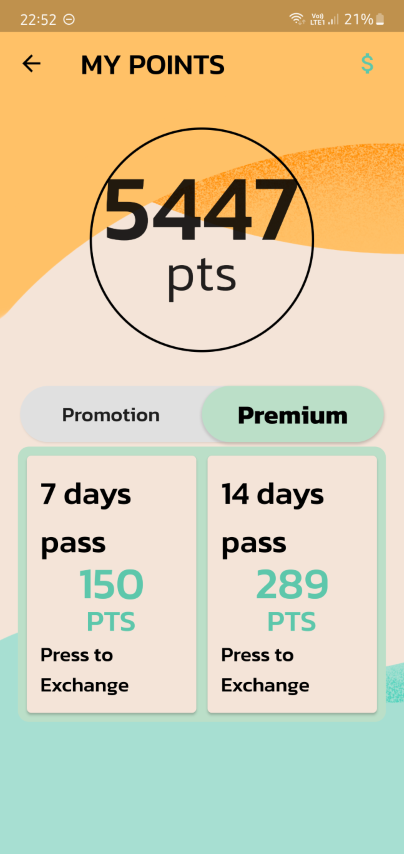 22:52
VoB
LTE1
21%
MY POINTS
$
5447
pts
Promotion
Premium
7 days
pass
150
PTS
Press to
Exchange
14 days
pass
289
PTS
Press to
Exchange